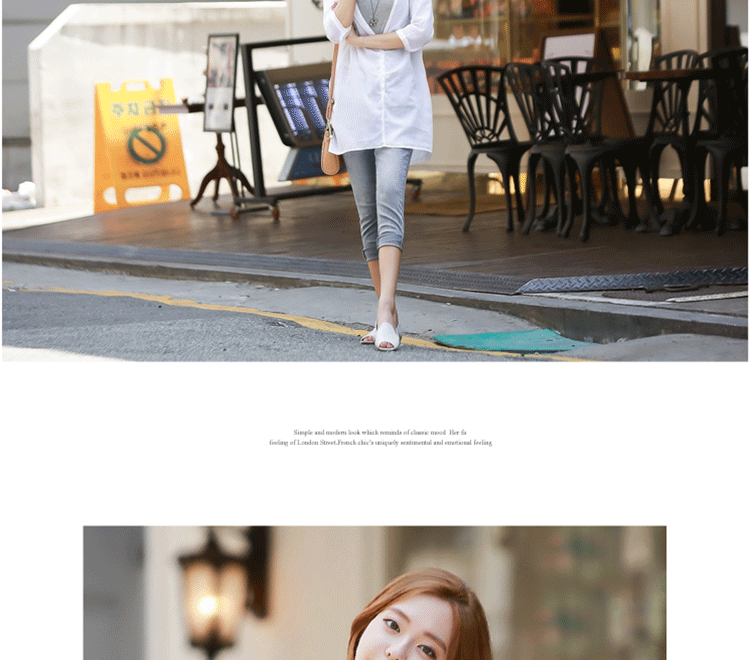 주차금지
Simple and modern look which reminds of classic mood Her fa
feeling of London Street.French chic's uniquely sentimental and emotional feeling